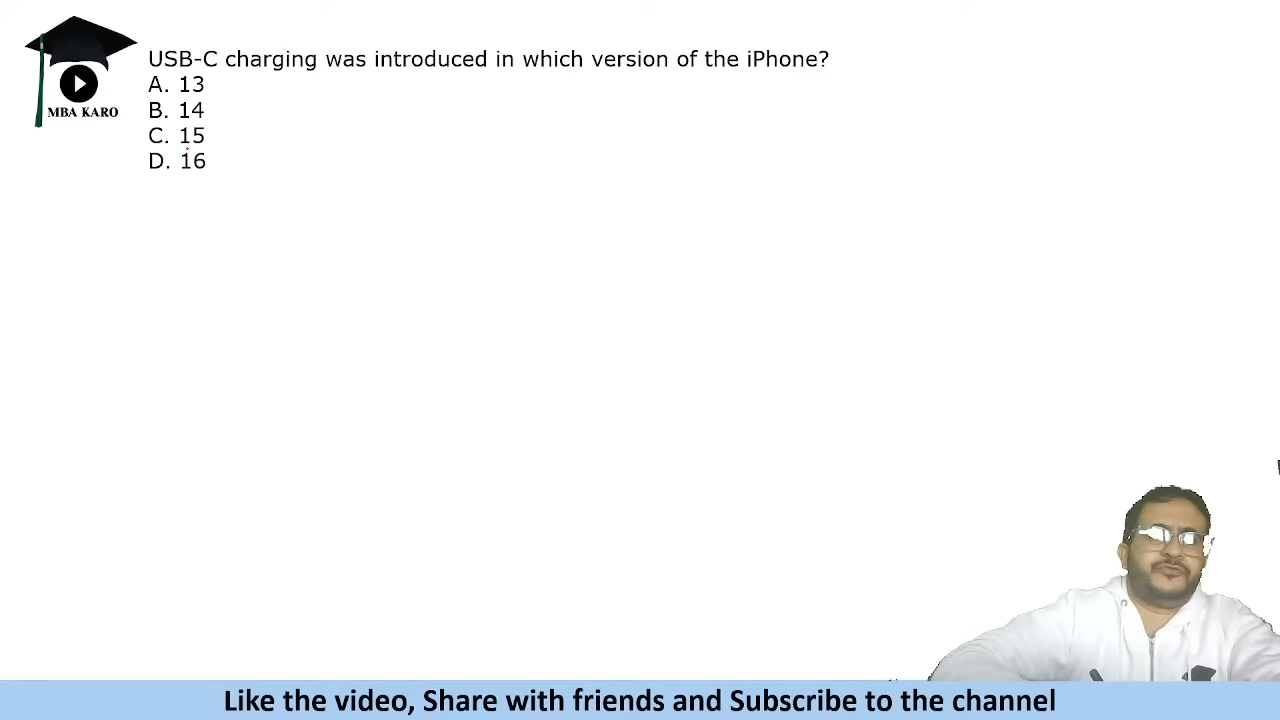 USB-C charging was introduced in which version of the iPhone?
A. 13
B. 14
C. 15
D. 16
MBA KARO
Like the video, Share with friends and Subscribe to the channel